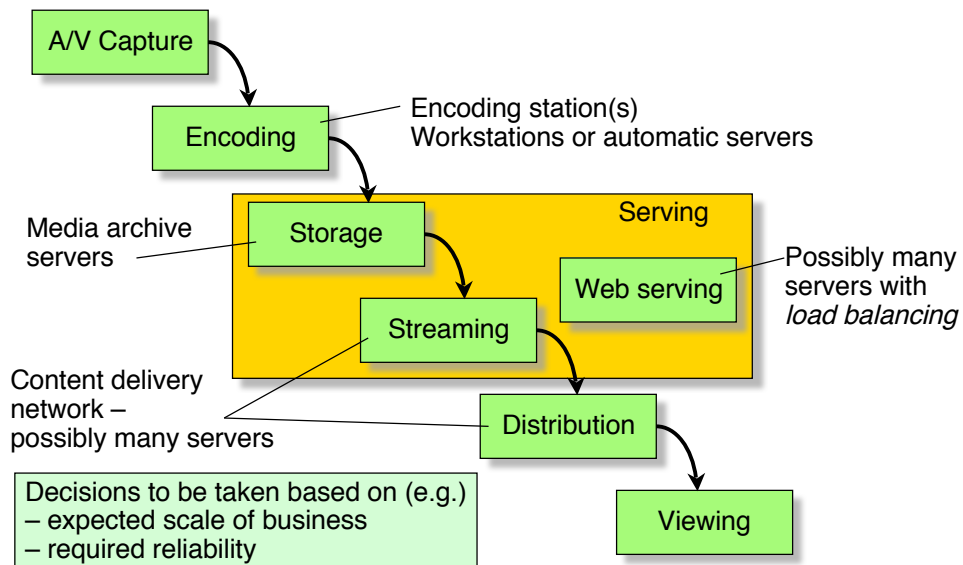 A/V Capture
Encoding
Encoding station(s)
Workstations or automatic servers
Serving
Storage
Media archive
servers
Web serving
Possibly many
servers with
load balancing
Streaming
Content delivery
network –
possibly many servers
Distribution
Decisions to be taken based on (e.g.)
– expected scale of business
– required reliability
Viewing